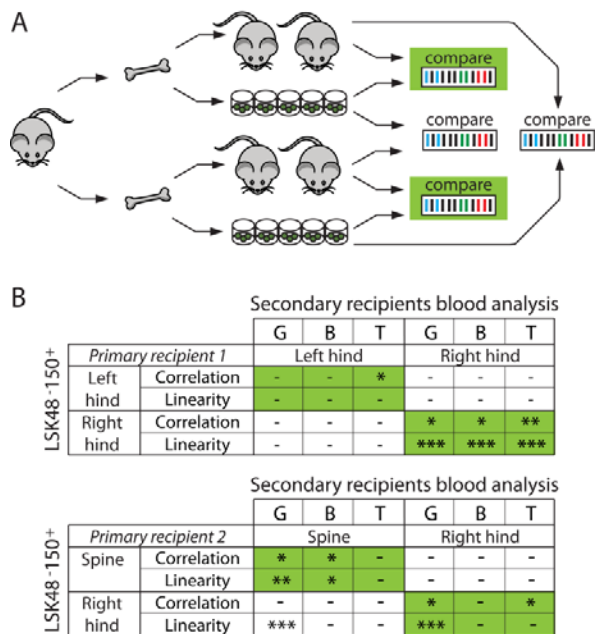 A
compare
compare
compare
compare
B
Secondary recipients blood analysis
G B T G B T
Primary recipient 1 Left hind Right hind
LSK48-150+
Left Correlation - - * - - -
hind Linearity - - - - - -
Right Correlation - - - * * **
hind Linearity - - - *** *** ***
Secondary recipients blood analysis
G B T G B T
Primary recipient 2 Spine Right hind
LSK48-150+
Spine Correlation * * - - - -
Linearity ** * - - - -
Right Correlation - - - * - *
hind Linearity *** - - *** - -